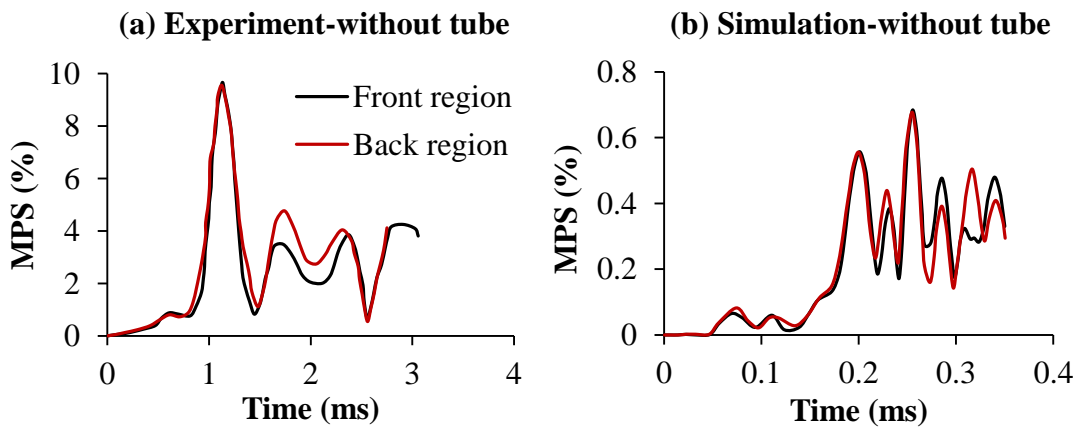 (a) Experiment-without tube
10
8
6
4
2
0
MPS (%)
Front region
Back region
0 1 2 3 4
Time (ms)
(b) Simulation-without tube
0.8
0.6
0.4
0.2
0
MPS (%)
0 0.1 0.2 0.3 0.4
Time (ms)